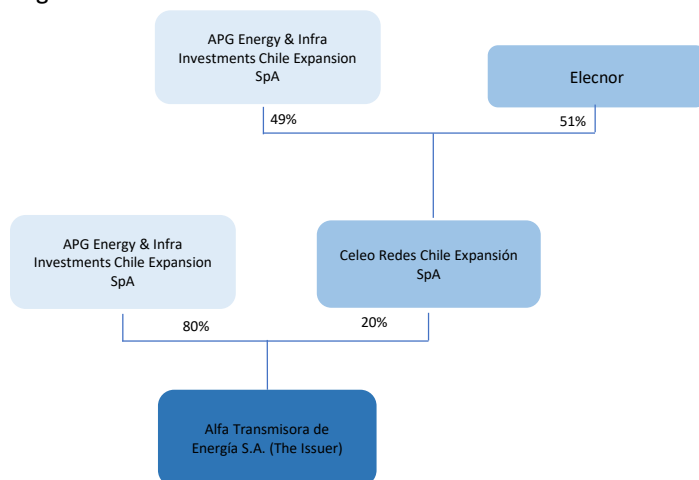 APG Energy & Infra
Investments Chile Expansion
SpA
Elecnor
49%
51%
APG Energy & Infra
Investments Chile Expansion
SpA
Celeo Redes Chile Expansión
SpA
80%
20%
Alfa Transmisora de
Energía S.A. (The Issuer)